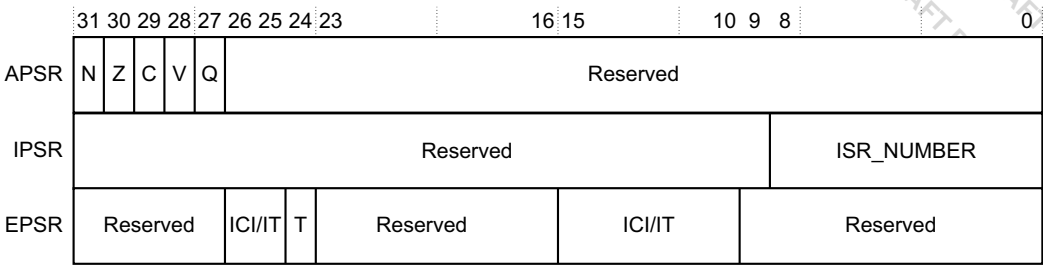 31 30 29 28 27 26 25 24 23 16 15 10 9 8 0
APSR N Z C V Q Reserved
IPSR Reserved ISR_NUMBER
EPSR Reserved ICI/IT T Reserved ICI/IT Reserved